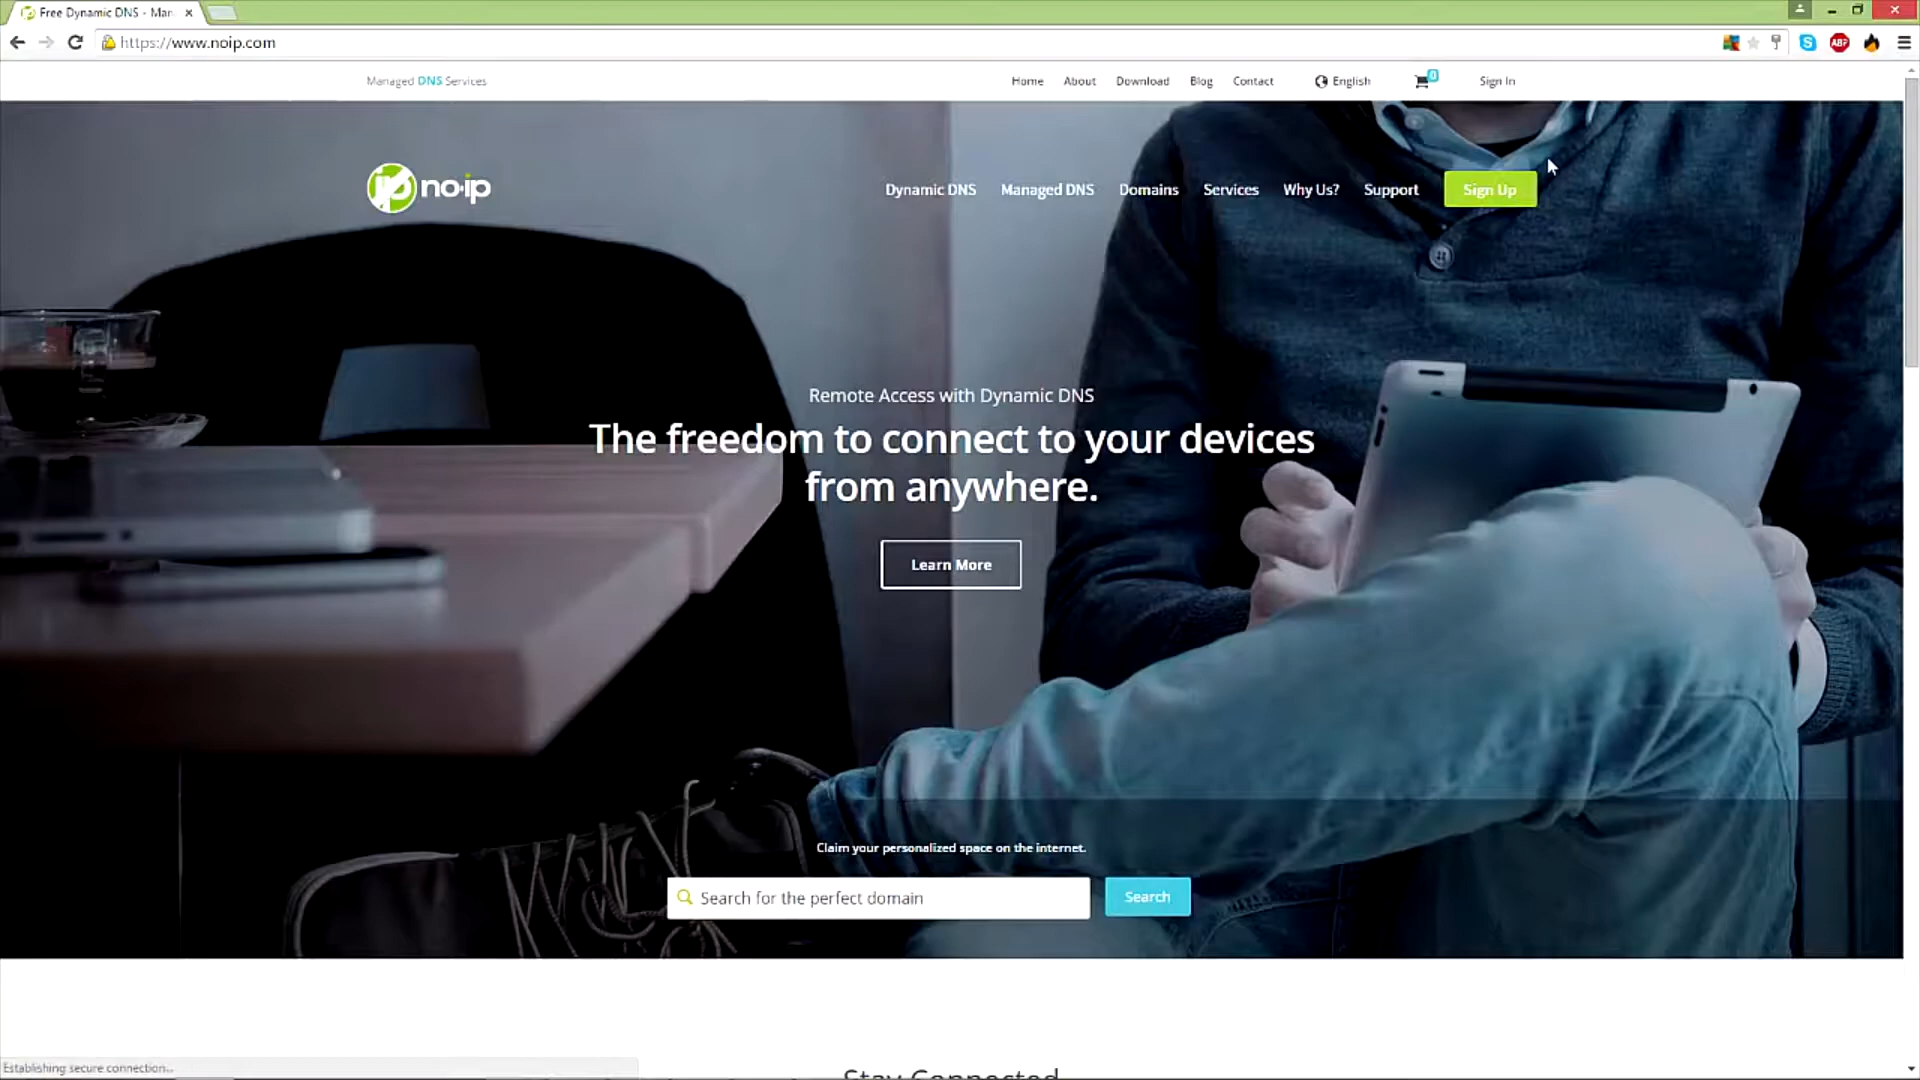 Free Dynamic DNS - Man
https://www.noip.com
ABP
Managed DNS Services
Home About Download Blog Contact English 0 Sign In
no-ip
Dynamic DNS Managed DNS Domains Services Why Us? Support Sign Up
Remote Access with Dynamic DNS
The freedom to connect to your devices
from anywhere.
Learn More
Claim your personalized space on the internet.
Search for the perfect domain Search
Stay Connected
Establishing secure connection...